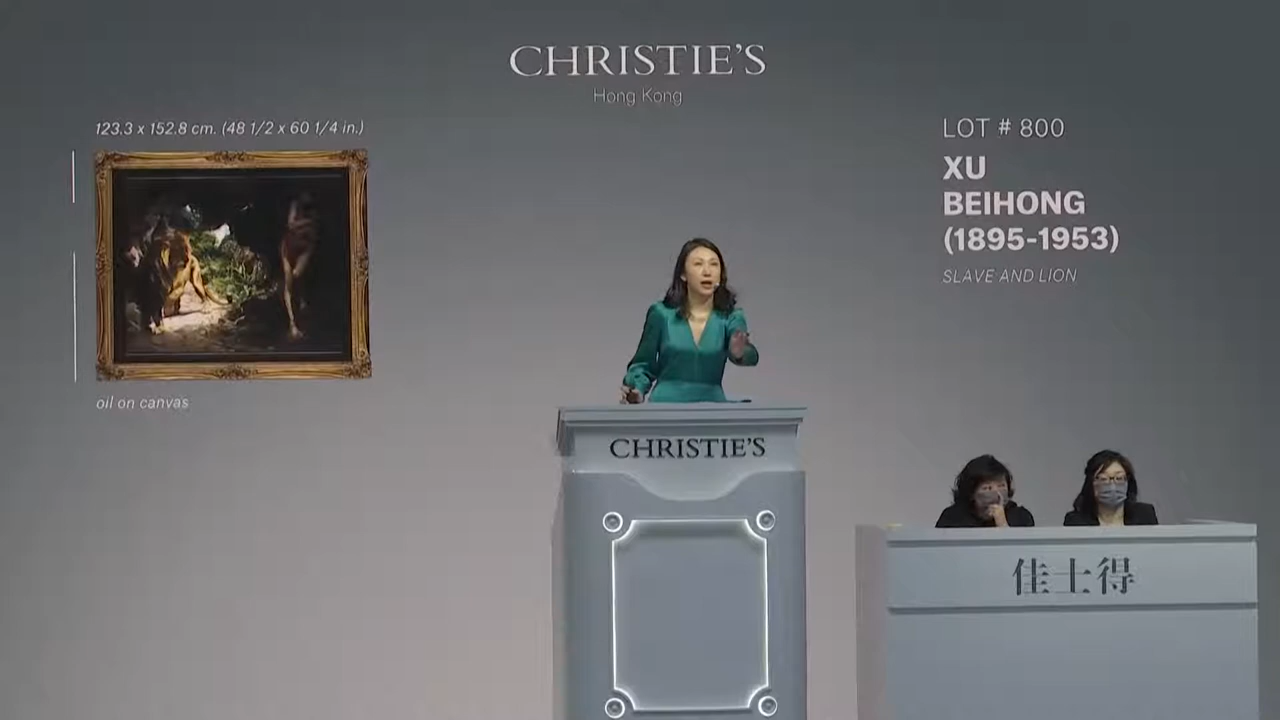 CHRISTIE'S
Hong Kong
123.3 x 152.8 cm. (48 1/2 x 60 1/4 in.)
oil on canvas
LOT # 800
XU
BEIHONG
(1895-1953)
SLAVE AND LION
CHRISTIE'S
佳士得